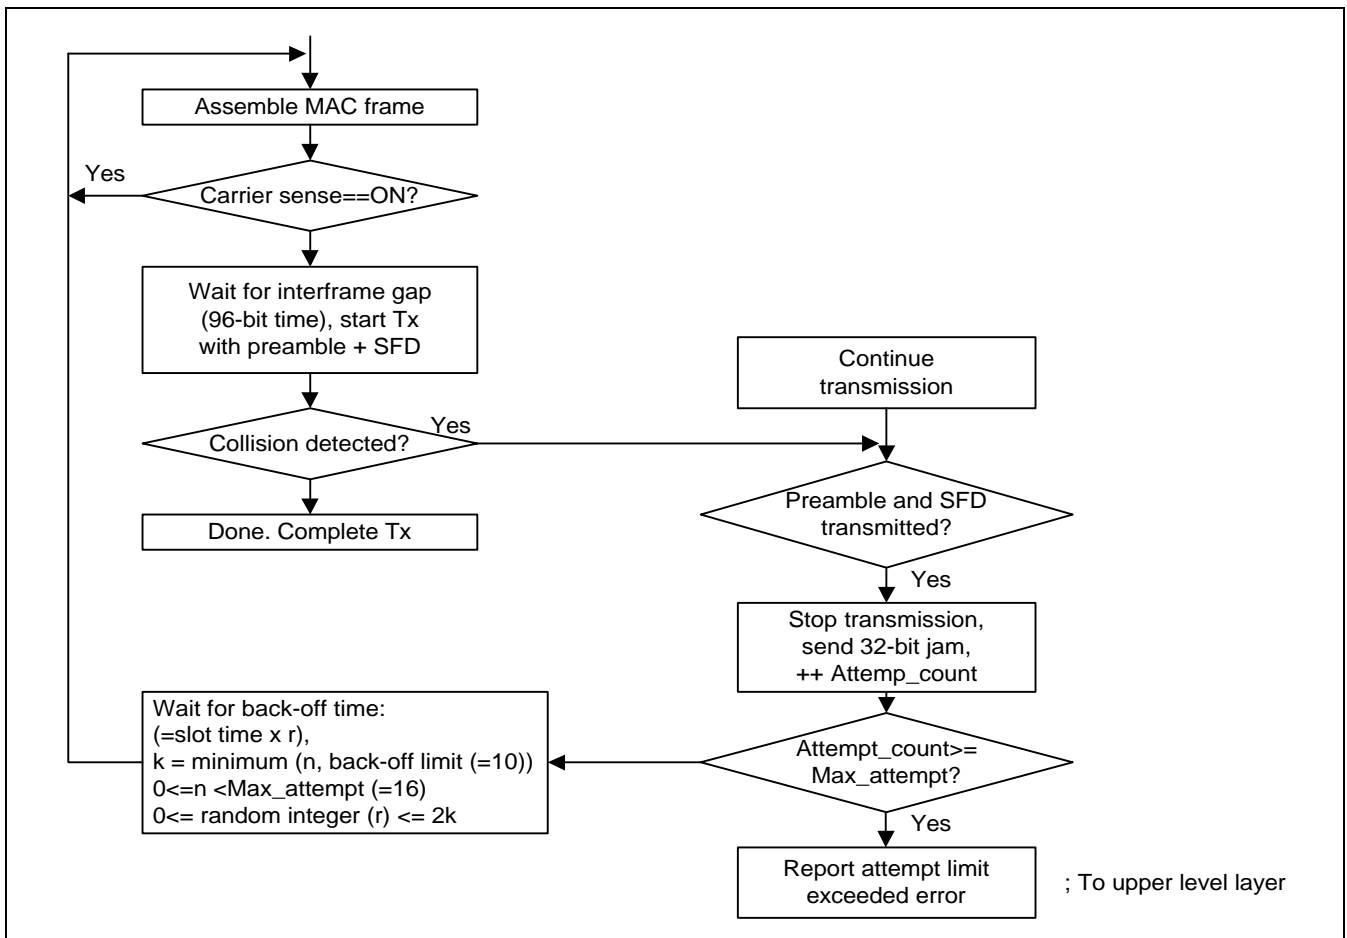 Assemble MAC frame
Yes
Carrier sense==ON?
Wait for interframe gap
(96-bit time), start Tx
with preamble + SFD
Continue
transmission
Yes
Collision detected?
Preamble and SFD
transmitted?
Done. Complete Tx
Yes
Stop transmission,
send 32-bit jam,
++ Attemp_count
Wait for back-off time:
(=slot time x r),
k = minimum (n, back-off limit (=10))
0<=n <Max_attempt (=16)
0<= random integer (r) <= 2k
Attempt_count>=
Max_attempt?
Yes
Report attempt limit
exceeded error
; To upper level layer